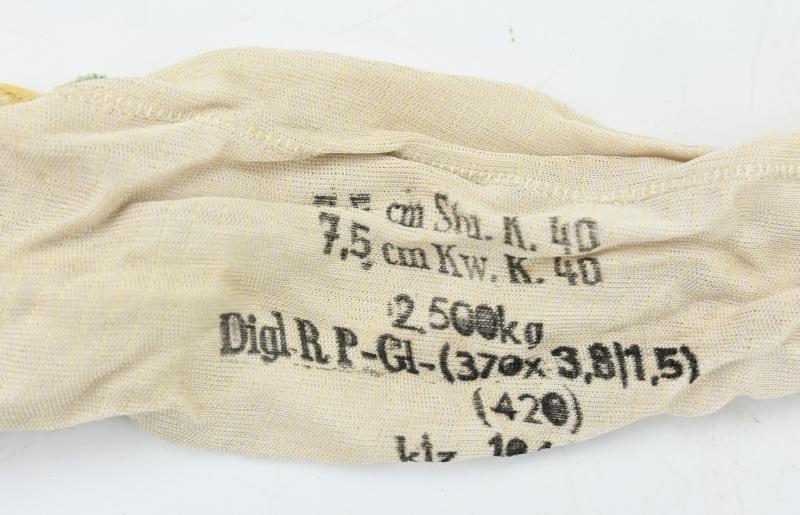 cm Stu. K. 40
7,5 cm Kw. K. 40
2,500kg
Digl R P-Gl-(370x 3,8/1,5)
(420)